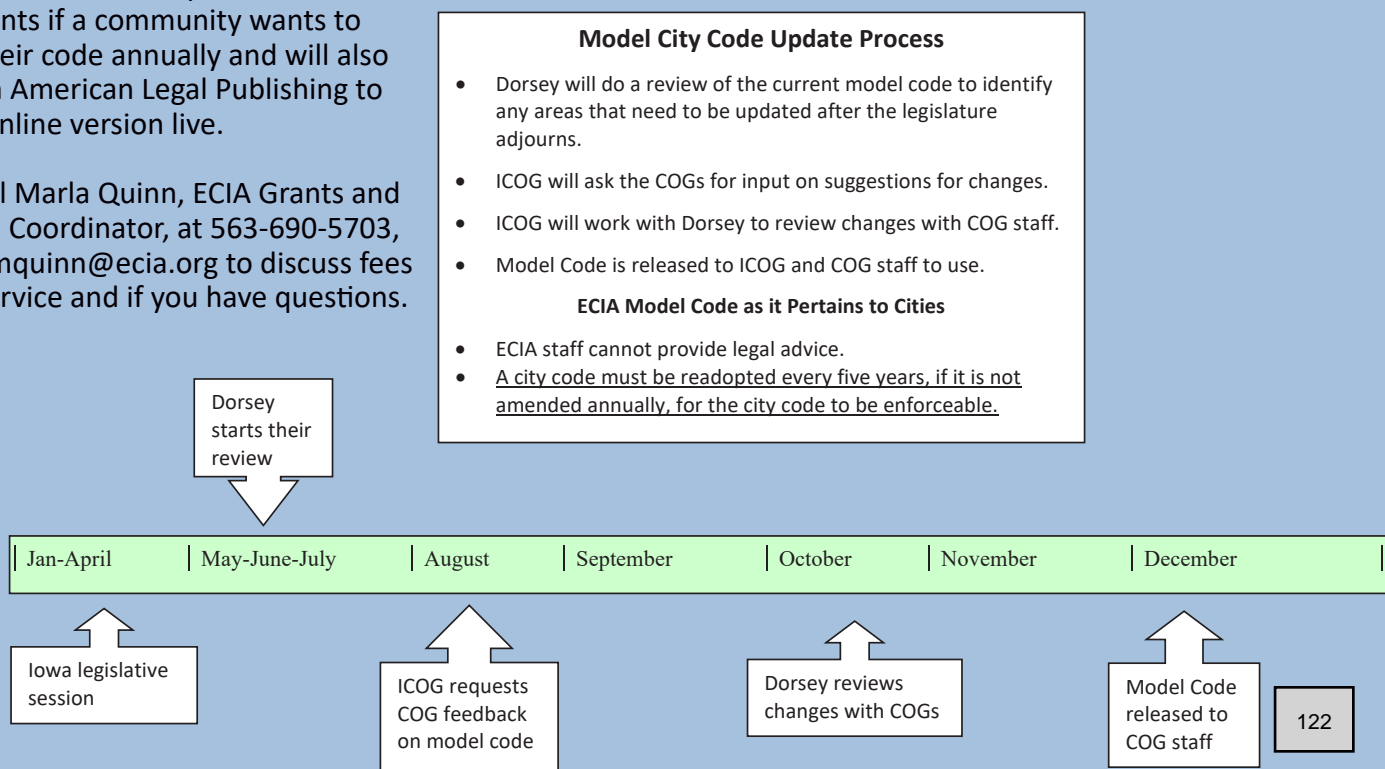 nts if a community wants to
eir code annually and will also
American Legal Publishing to
nline version live.
l Marla Quinn, ECIA Grants and
Coordinator, at 563-690-5703,
mquinn@ecia.org to discuss fees
rvice and if you have questions.
Model City Code Update Process
• Dorsey will do a review of the current model code to identify
any areas that need to be updated after the legislature
adjourns.
• ICOG will ask the COGs for input on suggestions for changes.
• ICOG will work with Dorsey to review changes with COG staff.
• Model Code is released to ICOG and COG staff to use.
ECIA Model Code as it Pertains to Cities
• ECIA staff cannot provide legal advice.
• A city code must be readopted every five years, if it is not
amended annually, for the city code to be enforceable.
Dorsey
starts their
review
Jan-April
May-June-July
August
September
October
November
December
Iowa legislative
session
ICOG requests
COG feedback
on model code
Dorsey reviews
changes with COGs
Model Code
released to
COG staff
122